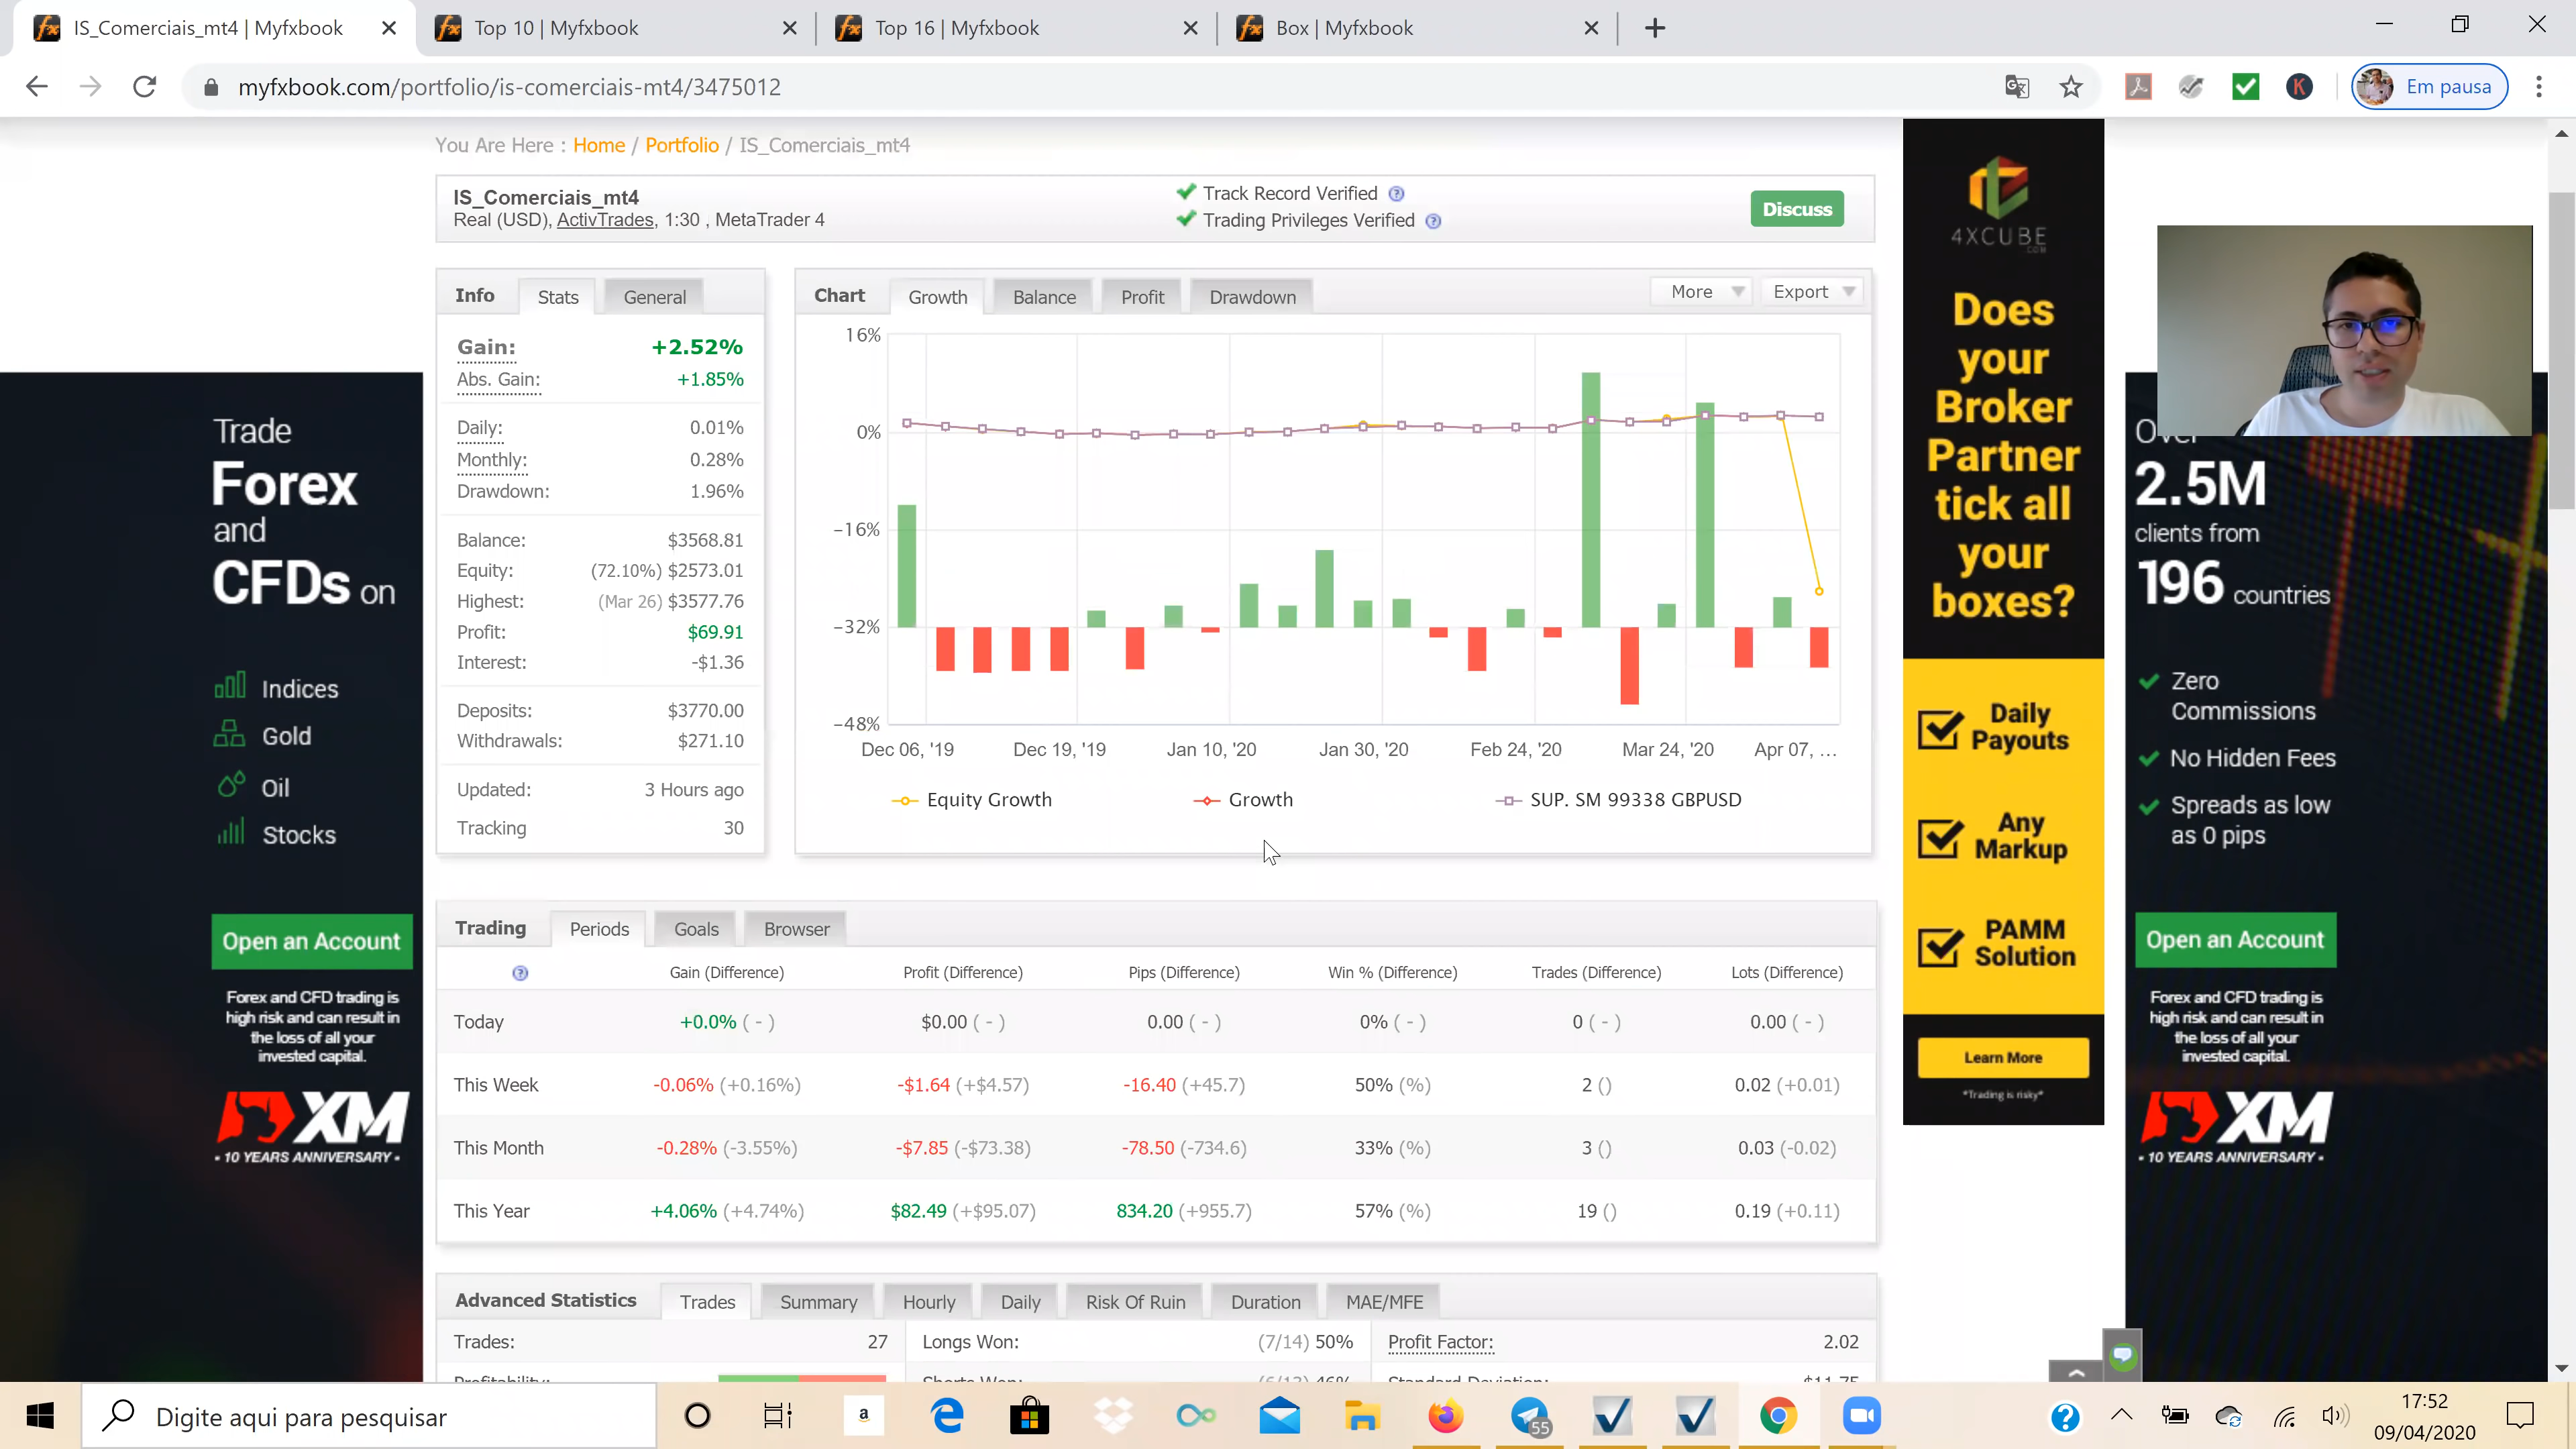 IS_Comerciais_mt4 | Myfxbook
Top 10 | Myfxbook
Top 16 | Myfxbook
Box | Myfxbook
myfxbook.com/portfolio/is-comerciais-mt4/3475012
K
Em pausa
You Are Here : Home / Portfolio / IS_Comerciais_mt4
IS_Comerciais_mt4
Real (USD), ActivTrades, 1:30 , MetaTrader 4
Track Record Verified
Trading Privileges Verified
Discuss
Info Stats General
Gain: +2.52%
Abs. Gain: +1.85%
Daily: 0.01%
Monthly: 0.28%
Drawdown: 1.96%
Balance: $3568.81
Equity: (72.10%) $2573.01
Highest: (Mar 26) $3577.76
Profit: $69.91
Interest: -$1.36
Deposits: $3770.00
Withdrawals: $271.10
Updated: 3 Hours ago
Tracking 30
Chart Growth Balance Profit Drawdown More Export
16%
0%
-16%
-32%
-48%
Dec 06, '19 Dec 19, '19 Jan 10, '20 Jan 30, '20 Feb 24, '20 Mar 24, '20 Apr 07, ...
Equity Growth Growth SUP. SM 99338 GBPUSD
Trading Periods Goals Browser
Gain (Difference) Profit (Difference) Pips (Difference) Win % (Difference) Trades (Difference) Lots (Difference)
Today +0.0% ( - ) $0.00 ( - ) 0.00 ( - ) 0% ( - ) 0 ( - ) 0.00 ( - )
This Week -0.06% (+0.16%) -$1.64 (+$4.57) -16.40 (+45.7) 50% (%) 2 () 0.02 (+0.01)
This Month -0.28% (-3.55%) -$7.85 (-$73.38) -78.50 (-734.6) 33% (%) 3 () 0.03 (-0.02)
This Year +4.06% (+4.74%) $82.49 (+$95.07) 834.20 (+955.7) 57% (%) 19 () 0.19 (+0.11)
Advanced Statistics Trades Summary Hourly Daily Risk Of Ruin Duration MAE/MFE
Trades: 27 Longs Won: (7/14) 50% Profit Factor: 2.02
Trade
Forex
and
CFDs on
Indices
Gold
Oil
Stocks
Open an Account
Forex and CFD trading is
high risk and can result in
the loss of all your
invested capital.
XM
• 10 YEARS ANNIVERSARY •
4XCUBE
.COM
Does
your
Broker
Partner
tick all
your
boxes?
Daily
Payouts
Any
Markup
PAMM
Solution
Learn More
*Trading is risky*
Over
2.5M
clients from
196 countries
Zero
Commissions
No Hidden Fees
Spreads as low
as 0 pips
Open an Account
Forex and CFD trading is
high risk and can result in
the loss of all your
invested capital.
XM
• 10 YEARS ANNIVERSARY •
Digite aqui para pesquisar
a
55
17:52
09/04/2020